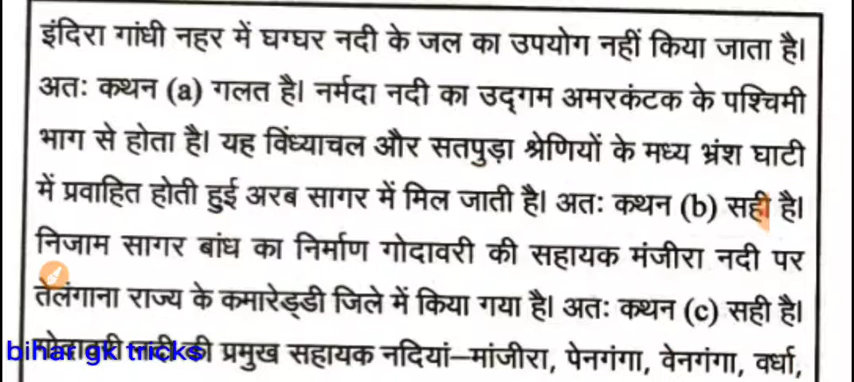 इंदिरा गांधी नहर में घग्घर नदी के जल का उपयोग नहीं किया जाता है।
अतः कथन (a) गलत है। नर्मदा नदी का उद्गम अमरकंटक के पश्चिमी
भाग से होता है। यह विंध्याचल और सतपुड़ा श्रेणियों के मध्य भ्रंश घाटी
में प्रवाहित होती हुई अरब सागर में मिल जाती है। अतः कथन (b) सही है।
निजाम सागर बांध का निर्माण गोदावरी की सहायक मंजीरा नदी पर
तेलंगाना राज्य के कमारेड्डी जिले में किया गया है। अतः कथन (c) सही है।
की प्रमुख सहायक नदियां–मांजीरा, पेनगंगा, वेनगंगा, वर्धा,
bihar gk tricks